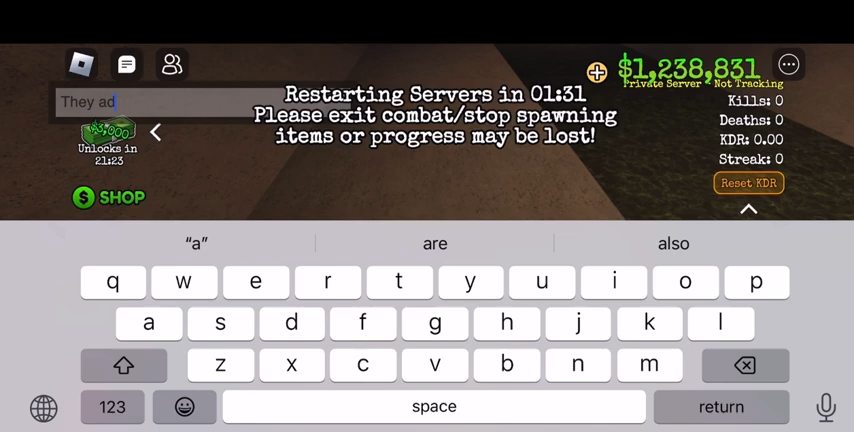 $1,238,831
Private Server - Not Tracking
They ad
Restarting Servers in 01:31
Please exit combat/stop spawning
items or progress may be lost!
Kills: 0
Deaths: 0
KDR: 0.00
Streak: 0
Reset KDR
Unlocks in
21:23
$ SHOP
“a” are also
q w e r t y u i o p
a s d f g h j k l
z x c v b n m
123 space return